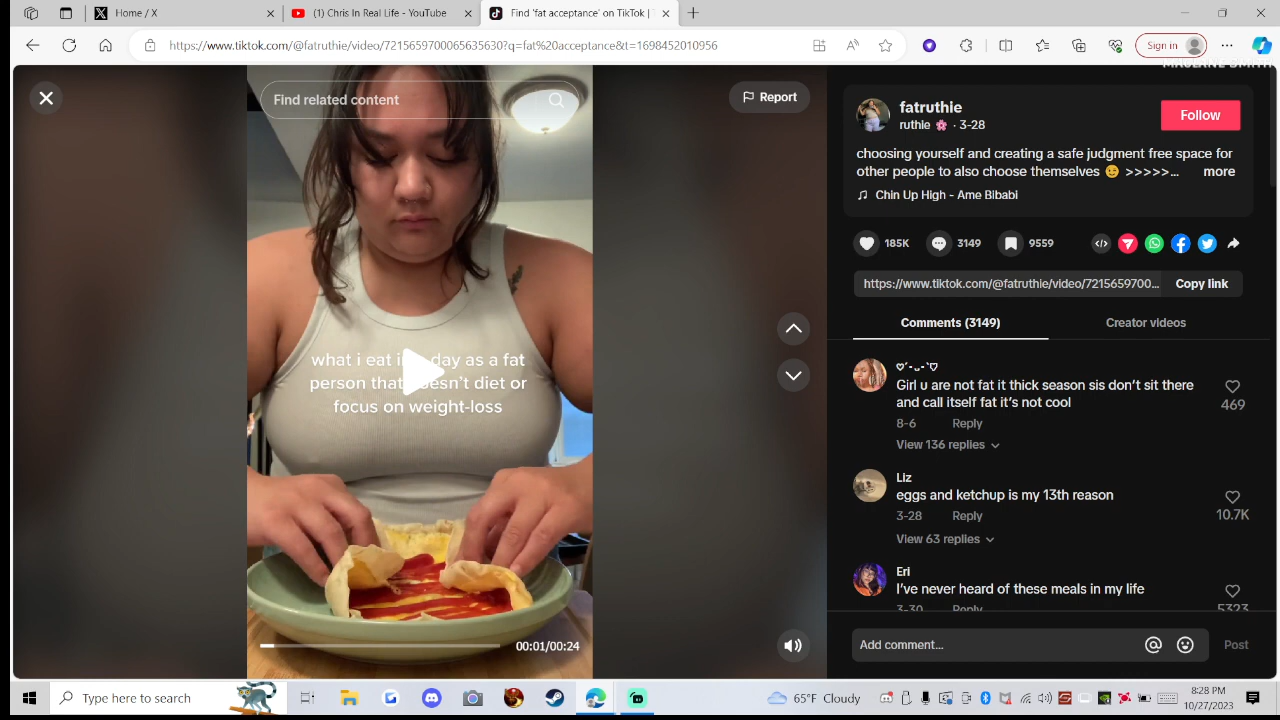 Home / X
(1) Chris In Real Life - YouTube
Find 'fat acceptance' on TikTok |
https://www.tiktok.com/@fatruthie/video/7215659700065635630?q=fat%20acceptance&t=1698452010956
Sign in
Find related content
Report
what i eat in day as a fat
person that doesn't diet or
focus on weight-loss
00:01/00:24
fatruthie
ruthie 🌸 · 3-28
Follow
choosing yourself and creating a safe judgment free space for
other people to also choose themselves 🙂 >>>>>... more
♫ Chin Up High - Ame BIbabi
185K
3149
9559
https://www.tiktok.com/@fatruthie/video/7215659700...
Copy link
Comments (3149)
Creator videos
Girl u are not fat it thick season sis don't sit there
and call itself fat it's not cool
469
8-6 Reply
View 136 replies
Liz
eggs and ketchup is my 13th reason
10.7K
3-28 Reply
View 63 replies
Eri
I've never heard of these meals in my life
5323
3-30 Reply
Add comment...
Post
Type here to search
65°F Cloudy
8:28 PM
10/27/2023